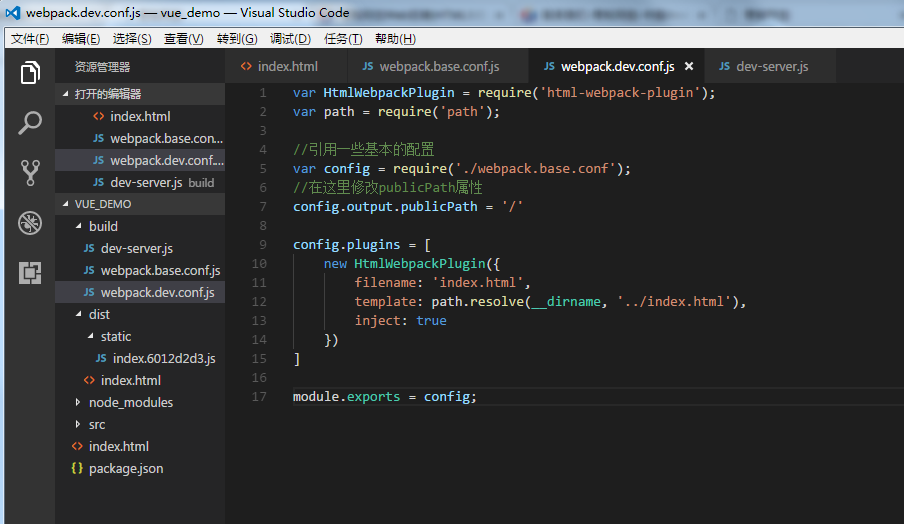 webpack.dev.conf.js — vue_demo — Visual Studio Code
文件(F) 编辑(E) 选择(S) 查看(V) 转到(G) 调试(D) 任务(T) 帮助(H)
资源管理器
index.html webpack.base.conf.js webpack.dev.conf.js dev-server.js
打开的编辑器
index.html
JS webpack.base.con...
JS webpack.dev.conf....
JS dev-server.js build
VUE_DEMO
build
JS dev-server.js
JS webpack.base.conf.js
JS webpack.dev.conf.js
dist
static
JS index.6012d2d3.js
index.html
node_modules
src
index.html
{} package.json
1 var HtmlWebpackPlugin = require('html-webpack-plugin');
2 var path = require('path');
3
4 //引用一些基本的配置
5 var config = require('./webpack.base.conf');
6 //在这里修改publicPath属性
7 config.output.publicPath = '/'
8
9 config.plugins = [
10 new HtmlWebpackPlugin({
11 filename: 'index.html',
12 template: path.resolve(__dirname, '../index.html'),
13 inject: true
14 })
15 ]
16
17 module.exports = config;